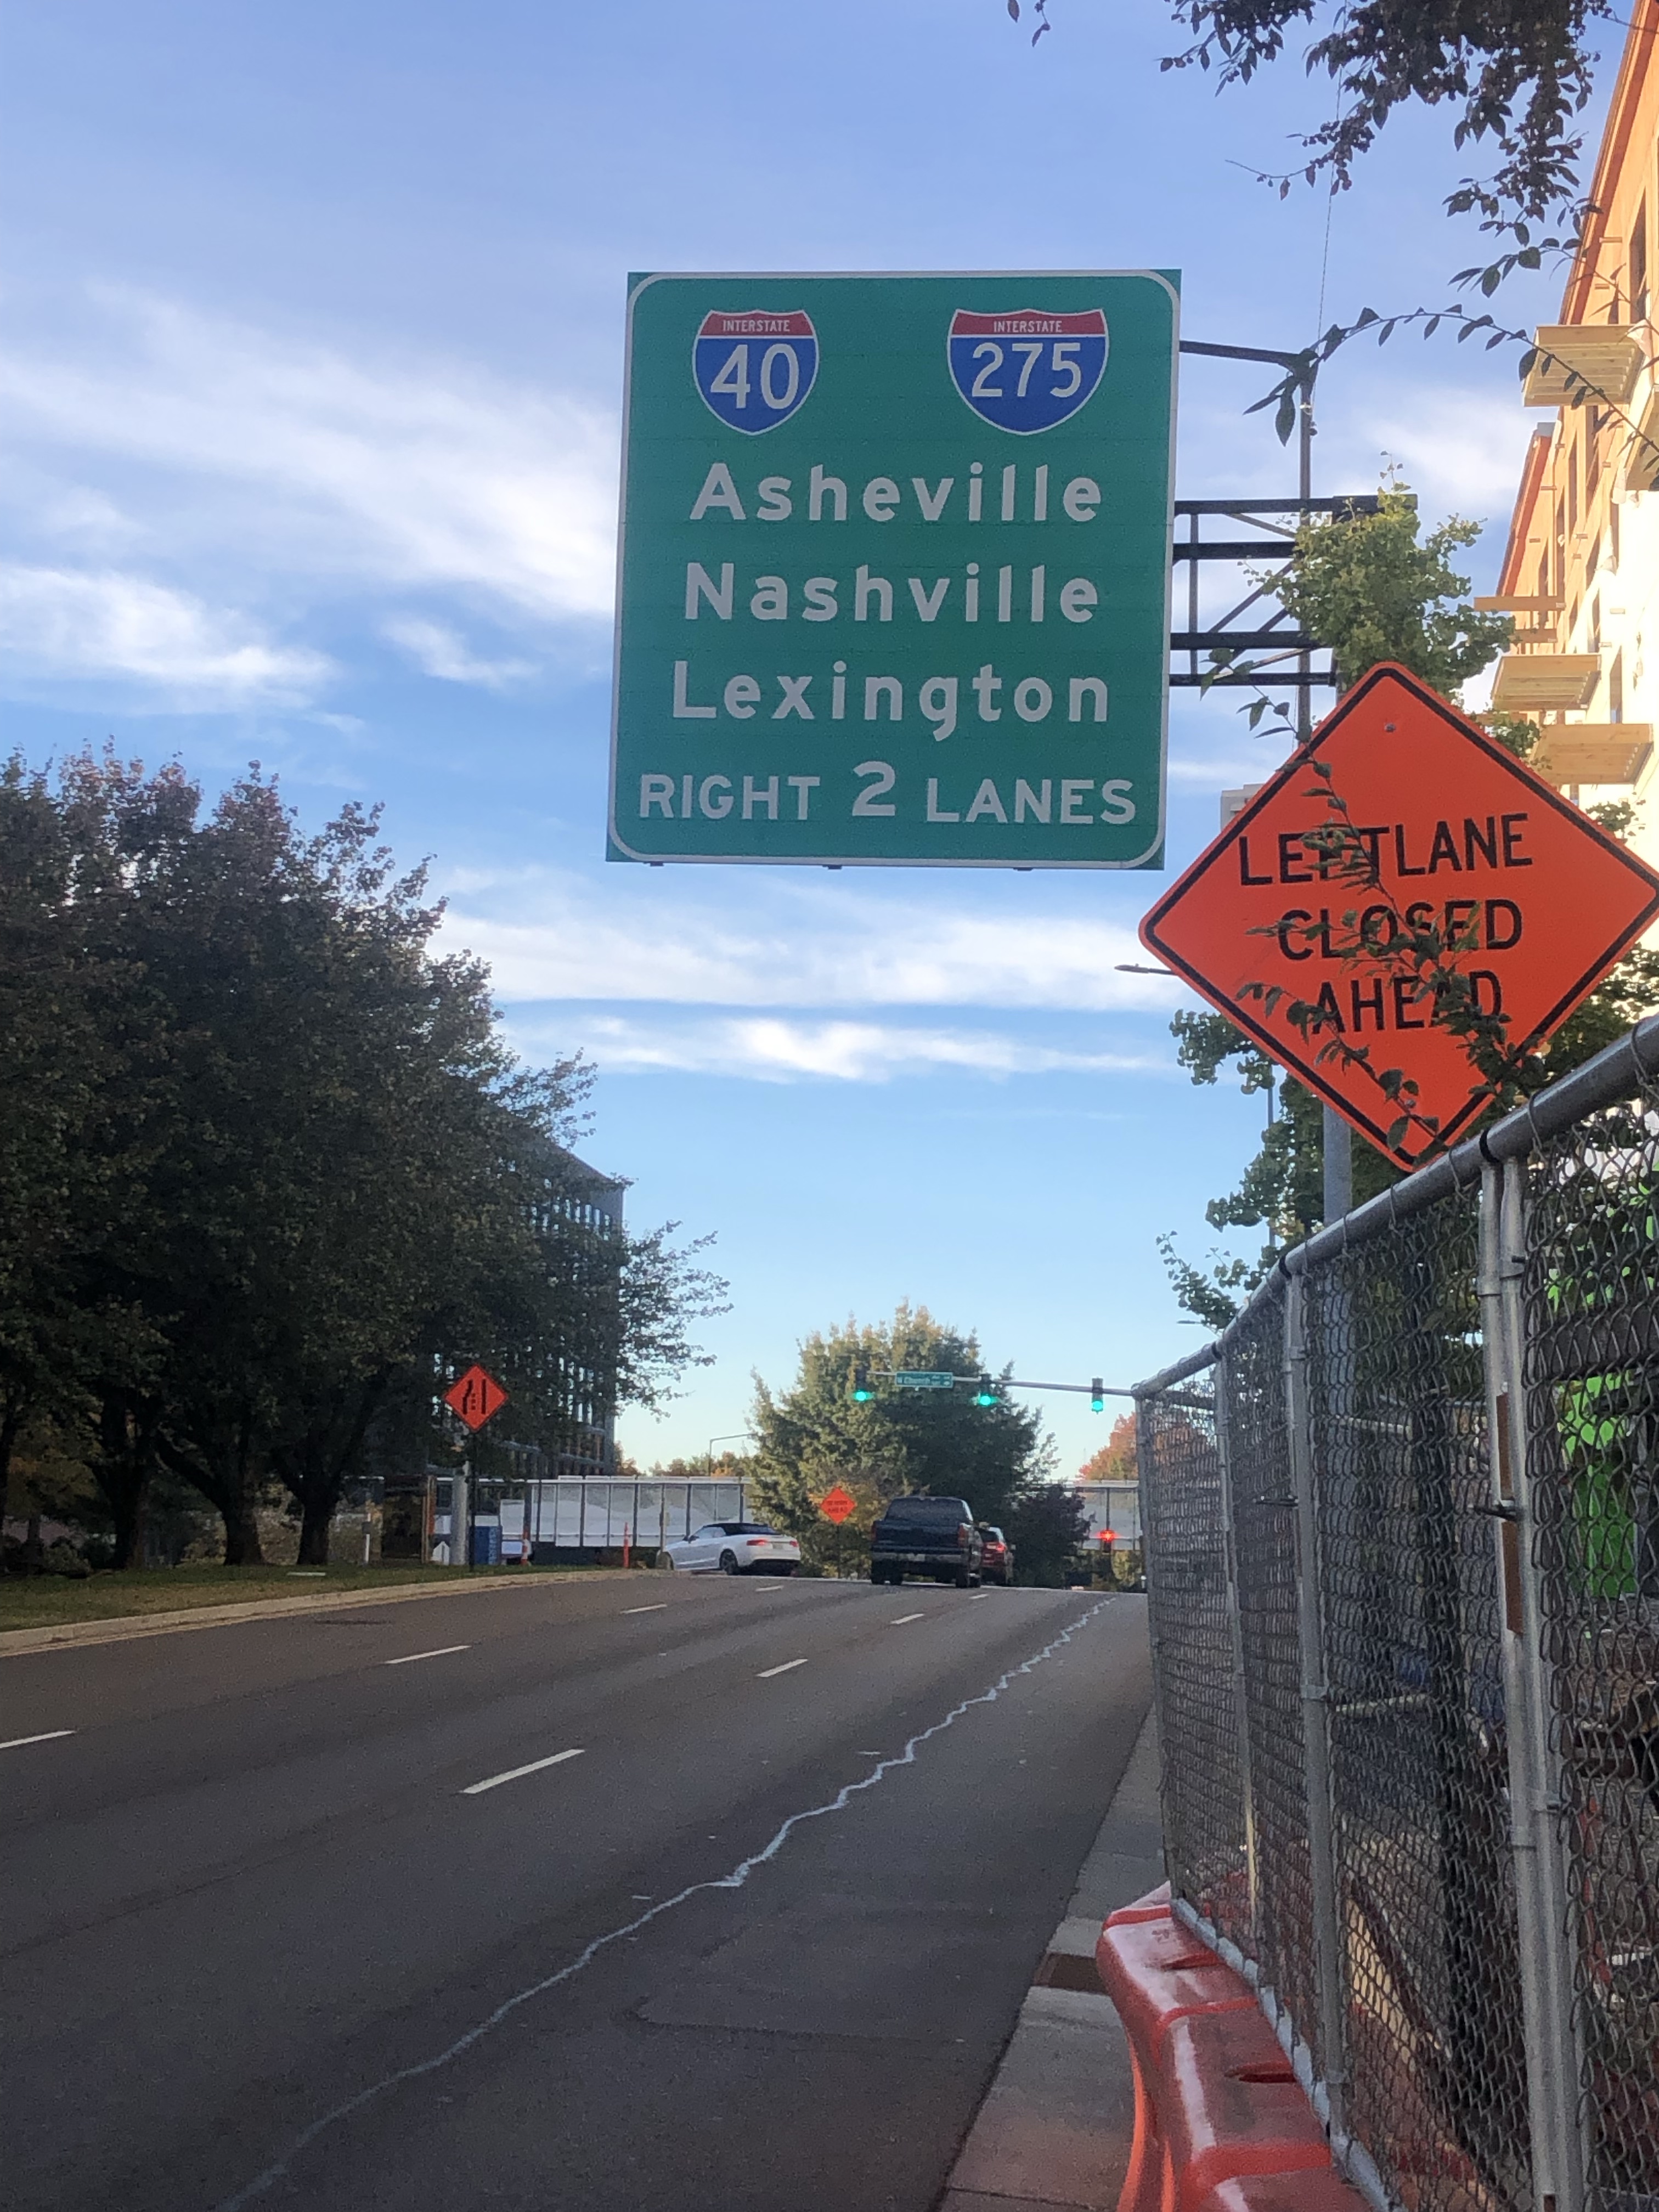 INTERSTATE
40
INTERSTATE
275
Asheville
Nashville
Lexington
RIGHT 2 LANES
LEFT LANE
CLOSED
AHEAD